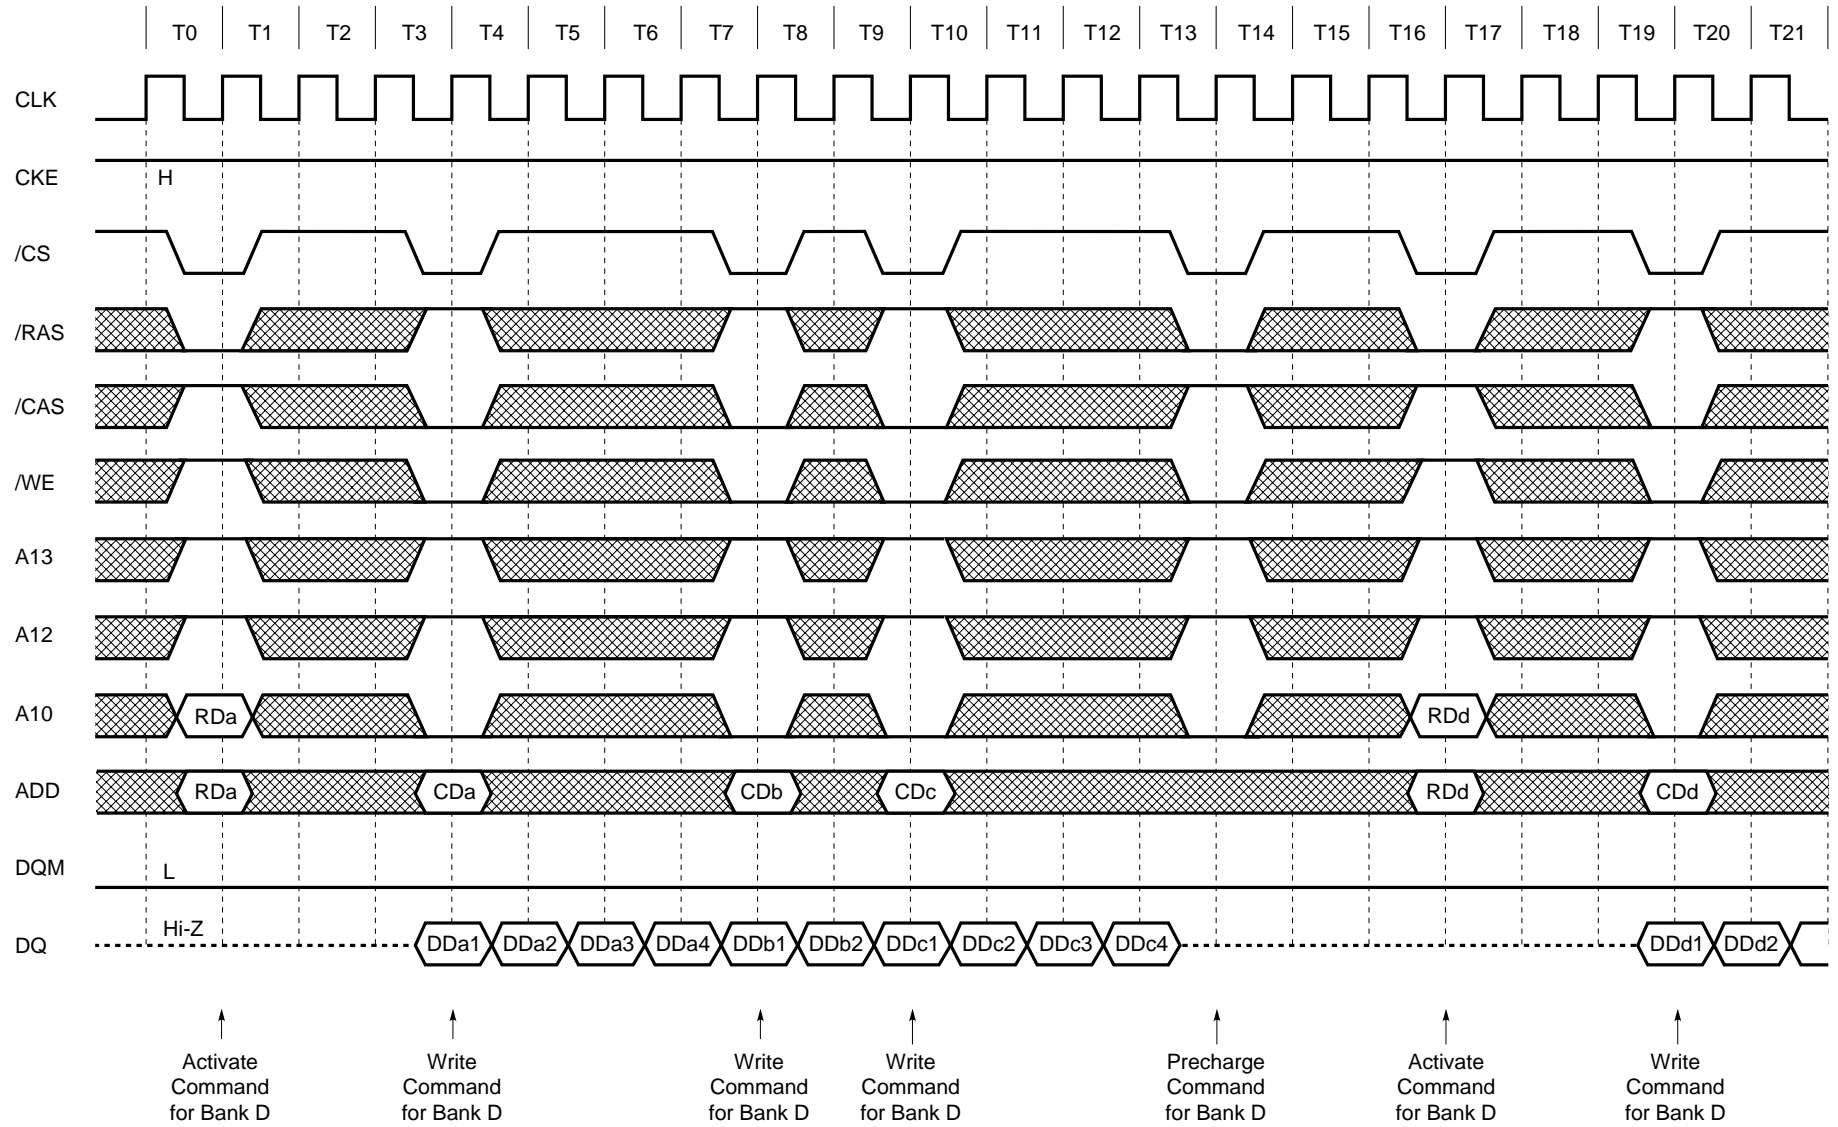 T0 T1 T2 T3 T4 T5 T6 T7 T8 T9 T10 T11 T12 T13 T14 T15 T16 T17 T18 T19 T20 T21
CLK
CKE H
/CS
/RAS
/CAS
/WE
A13
A12
A10 RDa RDd
ADD RDa CDa CDb CDc RDd CDd
DQM L
Hi-Z
DQ DDa1 DDa2 DDa3 DDa4 DDb1 DDb2 DDc1 DDc2 DDc3 DDc4 DDd1 DDd2
Activate
Command
for Bank D
Write
Command
for Bank D
Write
Command
for Bank D
Write
Command
for Bank D
Precharge
Command
for Bank D
Activate
Command
for Bank D
Write
Command
for Bank D